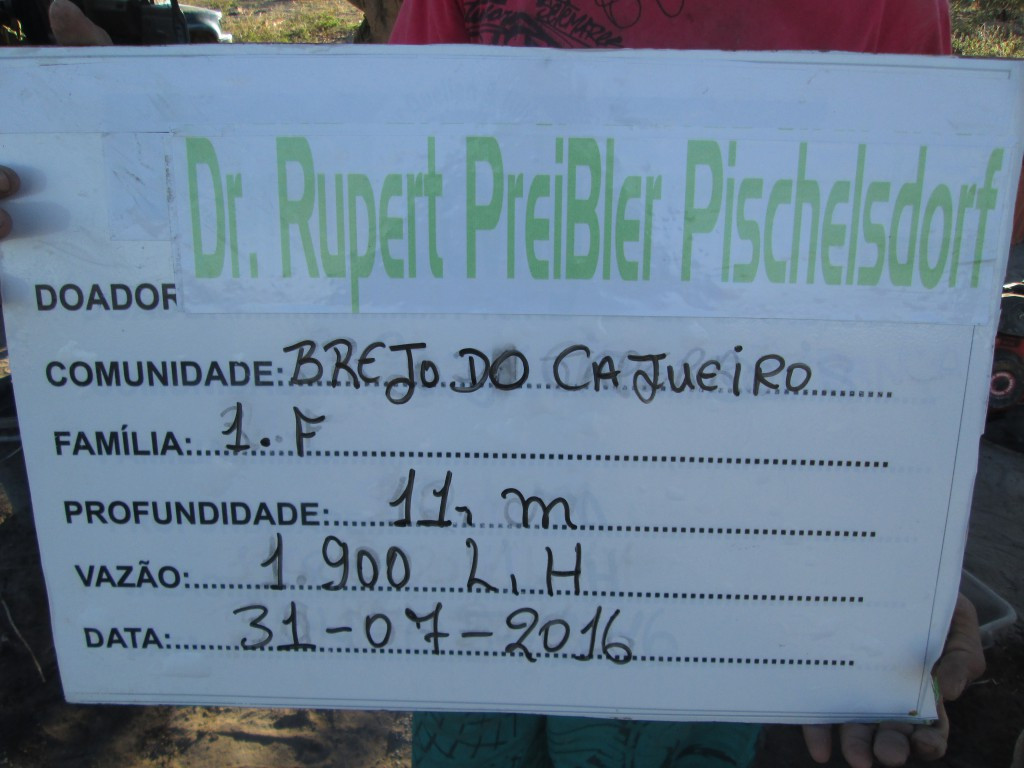 Dr. Rupert PreiBler Pischelsdorf
DOADOR
COMUNIDADE: BREJO DO CAJUEIRO
FAMÍLIA: 1. F
PROFUNDIDADE: 11, m
VAZÃO: 1.900 L, H
DATA: 31-07-2016